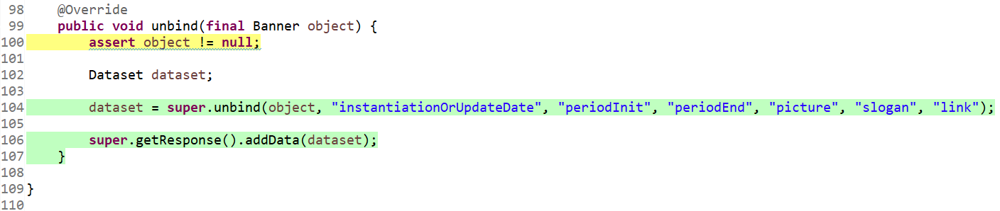 98     @Override
99     public void unbind(final Banner object) {
100         assert object != null;
101
102         Dataset dataset;
103
104         dataset = super.unbind(object, "instantiationOrUpdateDate", "periodInit", "periodEnd", "picture", "slogan", "link");
105
106         super.getResponse().addData(dataset);
107     }
108
109 }
110